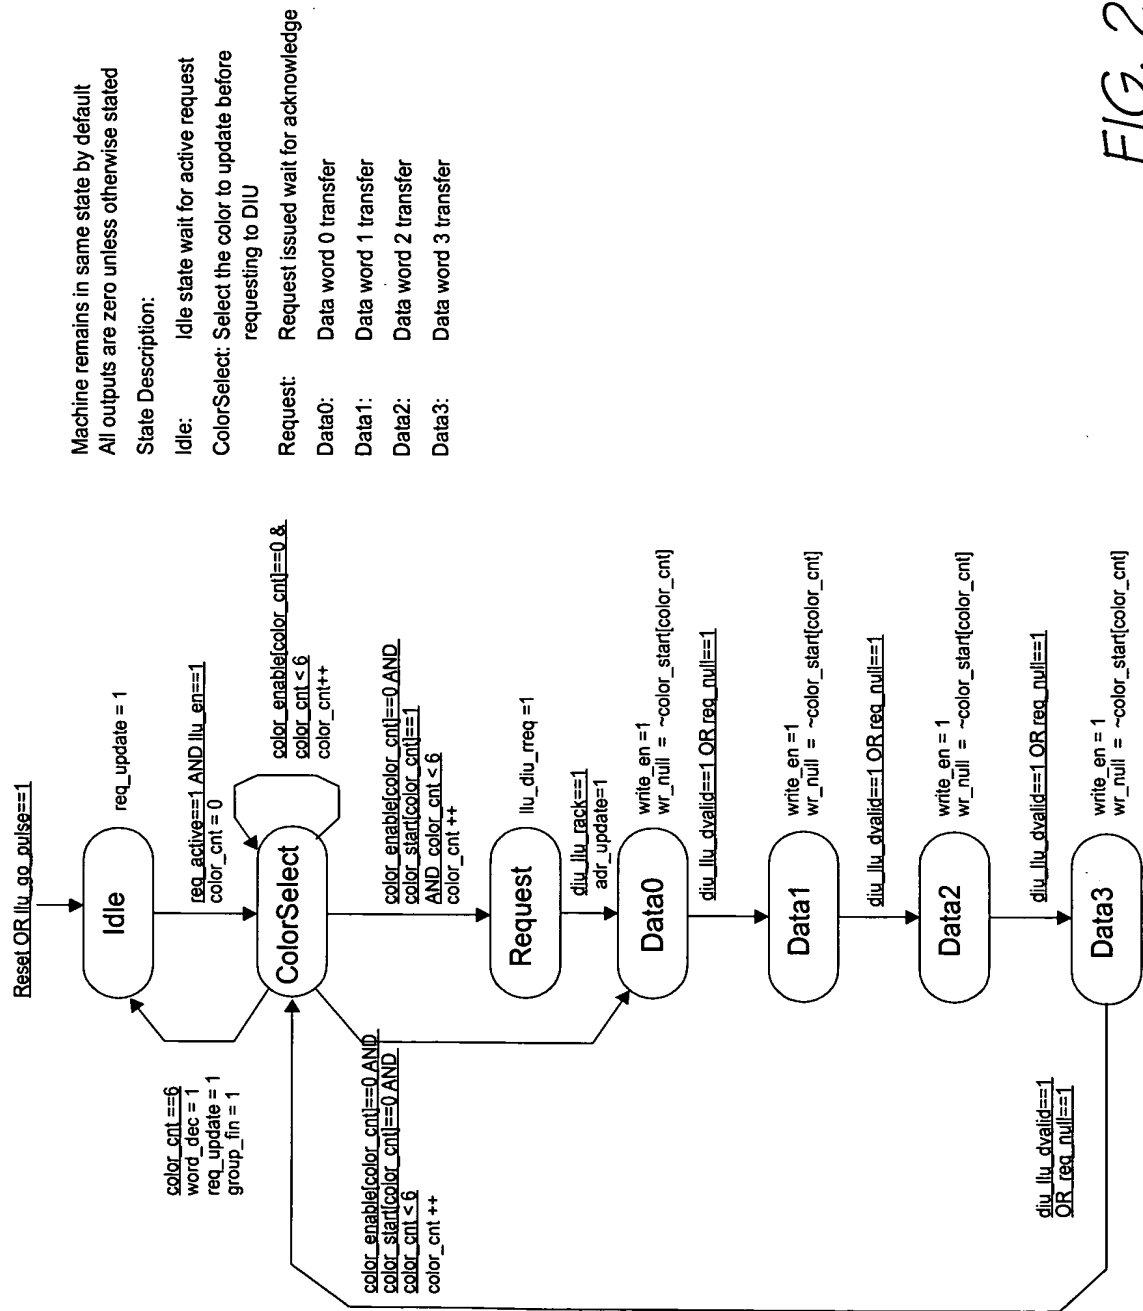 Machine remains in same state by default
All outputs are zero unless otherwise stated
State Description:
Idle: Idle state wait for active request
ColorSelect: Select the color to update before
requesting to DIU
Request: Request issued wait for acknowledge
Data0: Data word 0 transfer
Data1: Data word 1 transfer
Data2: Data word 2 transfer
Data3: Data word 3 transfer
Reset OR llu_go_pulse==1
Idle
req_update = 1
req_active==1 AND llu_en==1
color_cnt = 0
color_cnt ==6
word_dec = 1
req_update = 1
group_fin = 1
ColorSelect
color_enable[color_cnt]==0 &
color_cnt < 6
color_cnt++
color_enable[color_cnt]==0 AND
color_start[color_cnt]==1
AND color_cnt < 6
color_cnt ++
color_enable[color_cnt]==0 AND
color_start[color_cnt]==0 AND
color_cnt < 6
color_cnt ++
Request
llu_diu_rreq =1
diu_llu_rack==1
adr_update=1
Data0
write_en =1
wr_null = ~color_start[color_cnt]
diu_llu_dvalid==1 OR req_null==1
Data1
write_en =1
wr_null = ~color_start[color_cnt]
diu_llu_dvalid==1 OR req_null==1
Data2
write_en = 1
wr_null = ~color_start[color_cnt]
diu_llu_dvalid==1 OR req_null==1
Data3
write_en = 1
wr_null = ~color_start[color_cnt]
diu_llu_dvalid==1
OR req_null==1
FIG. 2